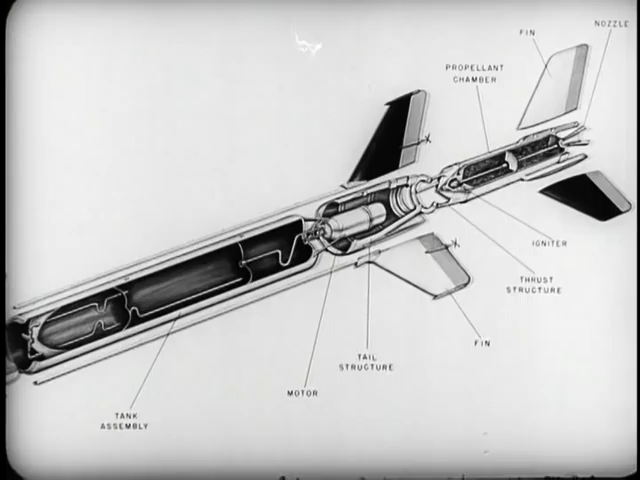 NOZZLE
FIN
PROPELLANT
CHAMBER
X
X
IGNITER
THRUST
STRUCTURE
FIN
TAIL
STRUCTURE
MOTOR
TANK
ASSEMBLY